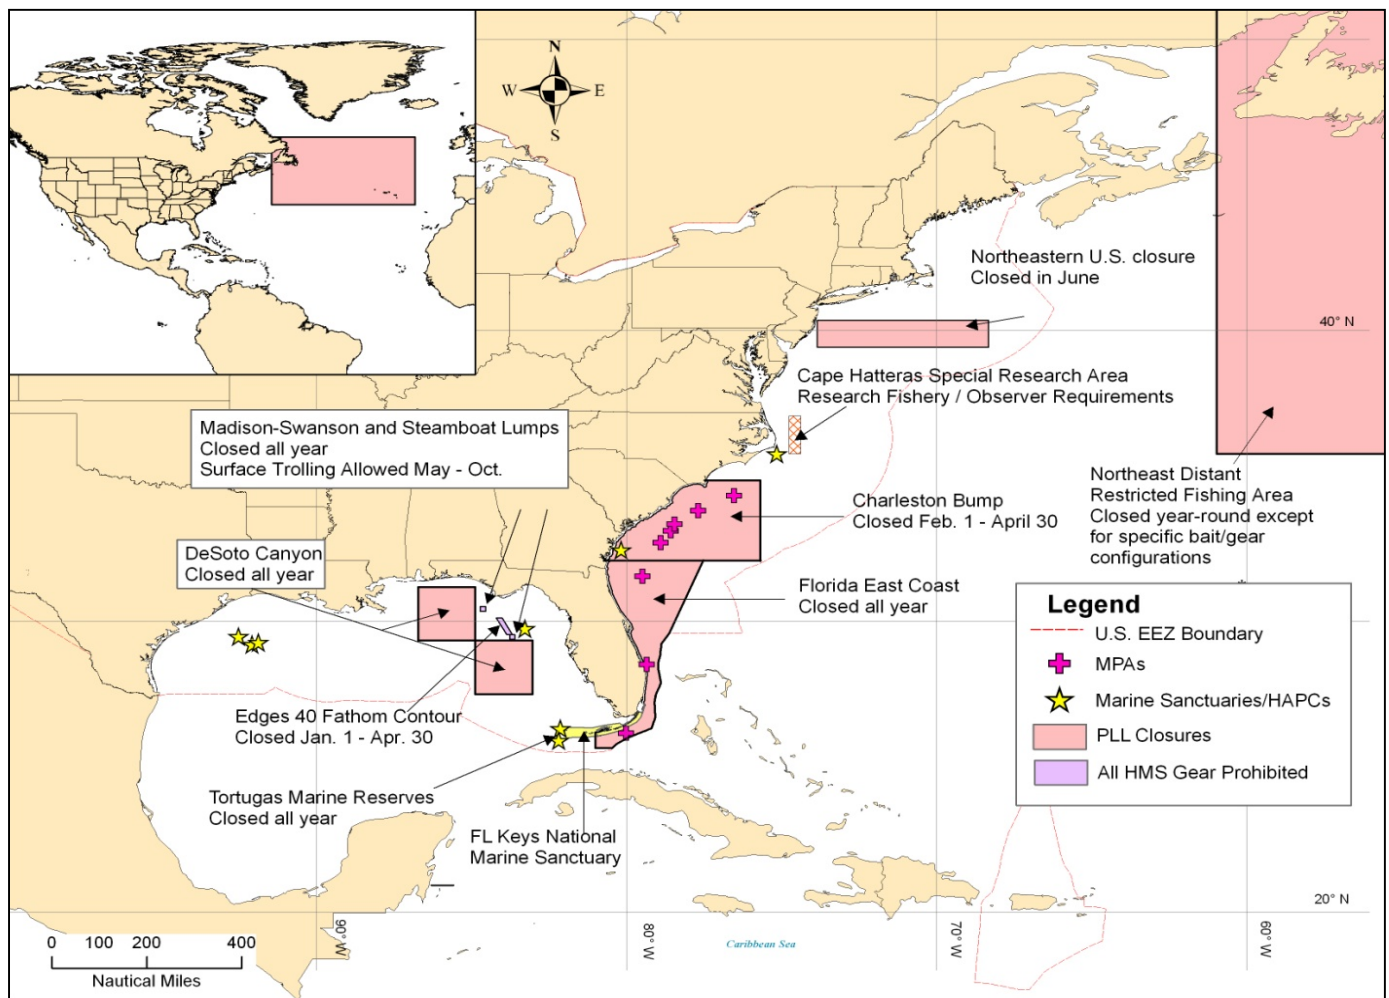 N
W
E
S
Northeastern U.S. closure
Closed in June
40° N
Cape Hatteras Special Research Area
Research Fishery / Observer Requirements
Madison-Swanson and Steamboat Lumps
Closed all year
Surface Trolling Allowed May - Oct.
Northeast Distant
Restricted Fishing Area
Closed year-round except
for specific bait/gear
configurations
Charleston Bump
Closed Feb. 1 - April 30
DeSoto Canyon
Closed all year
Florida East Coast
Closed all year
Legend
U.S. EEZ Boundary
MPAs
Marine Sanctuaries/HAPCs
PLL Closures
All HMS Gear Prohibited
Edges 40 Fathom Contour
Closed Jan. 1 - Apr. 30
Tortugas Marine Reserves
Closed all year
FL Keys National
Marine Sanctuary
20° N
90° W
80° W
70° W
60° W
Caribbean Sea
0 100 200 400
Nautical Miles